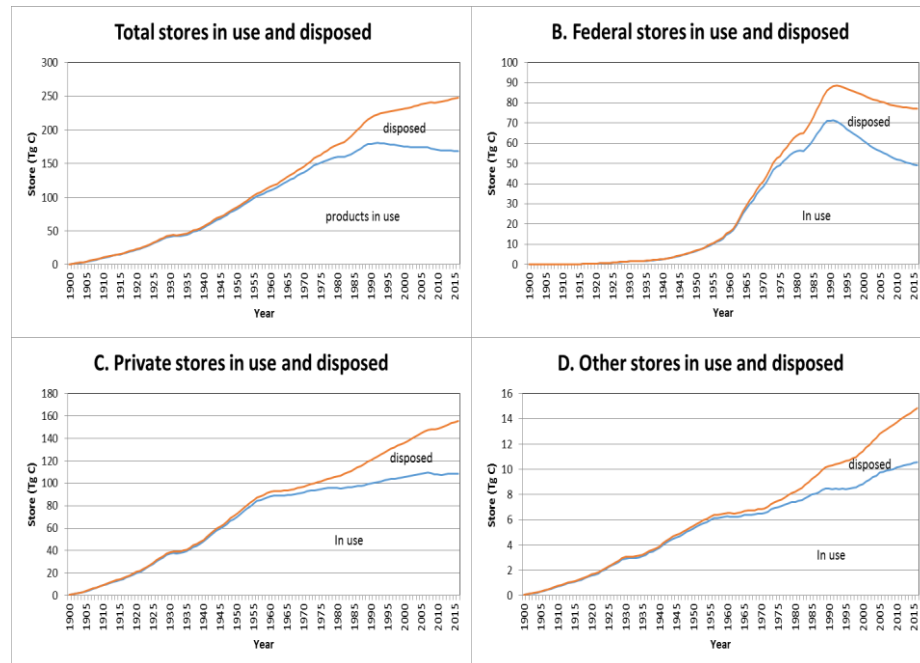 Total stores in use and disposed
300
250
200
150
100
50
0
Store (Tg C)
disposed
products in use
1900 1905 1910 1915 1920 1925 1930 1935 1940 1945 1950 1955 1960 1965 1970 1975 1980 1985 1990 1995 2000 2005 2010 2015
Year
B. Federal stores in use and disposed
100
90
80
70
60
50
40
30
20
10
0
Store (Tg C)
disposed
In use
1900 1905 1910 1915 1920 1925 1930 1935 1940 1945 1950 1955 1960 1965 1970 1975 1980 1985 1990 1995 2000 2005 2010 2015
Year
C. Private stores in use and disposed
180
160
140
120
100
80
60
40
20
0
Store (Tg C)
disposed
In use
1900 1905 1910 1915 1920 1925 1930 1935 1940 1945 1950 1955 1960 1965 1970 1975 1980 1985 1990 1995 2000 2005 2010 2015
Year
D. Other stores in use and disposed
16
14
12
10
8
6
4
2
0
Store (Tg C)
disposed
In use
1900 1905 1910 1915 1920 1925 1930 1935 1940 1945 1950 1955 1960 1965 1970 1975 1980 1985 1990 1995 2000 2005 2010 2015
Year